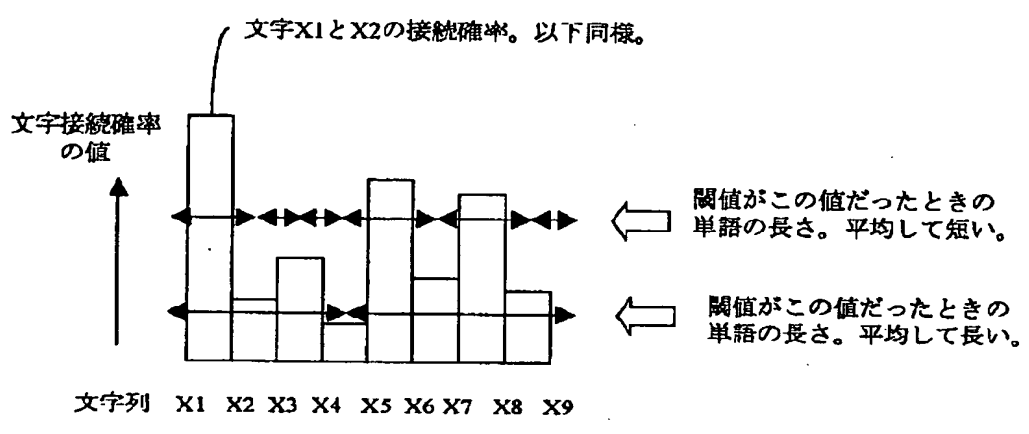 文字X1とX2の接続確率。以下同様。
文字接続確率
の値
閾値がこの値だったときの
単語の長さ。平均して短い。
閾値がこの値だったときの
単語の長さ。平均して長い。
文字列 X1 X2 X3 X4 X5 X6 X7 X8 X9